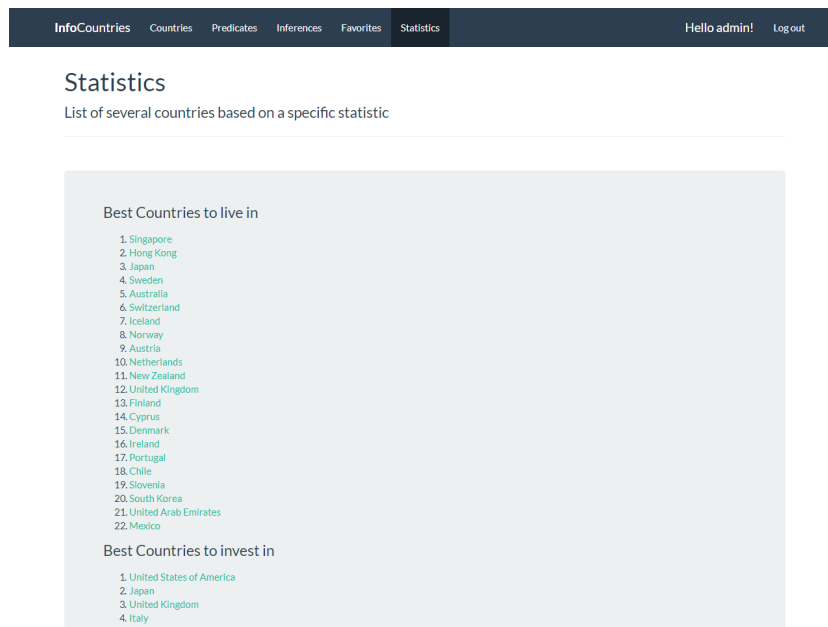 InfoCountries Countries Predicates Inferences Favorites Statistics Hello admin! Log out
Statistics
List of several countries based on a specific statistic
Best Countries to live in
1. Singapore
2. Hong Kong
3. Japan
4. Sweden
5. Australia
6. Switzerland
7. Iceland
8. Norway
9. Austria
10. Netherlands
11. New Zealand
12. United Kingdom
13. Finland
14. Cyprus
15. Denmark
16. Ireland
17. Portugal
18. Chile
19. Slovenia
20. South Korea
21. United Arab Emirates
22. Mexico
Best Countries to invest in
1. United States of America
2. Japan
3. United Kingdom
4. Italy